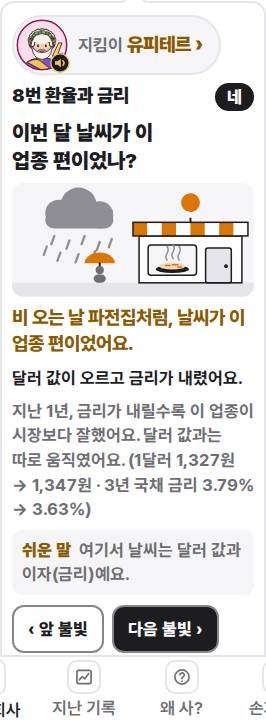 지킴이 유피테르 ›
8번 환율과 금리
네
이번 달 날씨가 이
업종 편이었나?
비 오는 날 파전집처럼, 날씨가 이
업종 편이었어요.
달러 값이 오르고 금리가 내렸어요.
지난 1년, 금리가 내릴수록 이 업종이
시장보다 잘했어요. 달러 값과는
따로 움직였어요. (1달러 1,327원
→ 1,347원 · 3년 국채 금리 3.79%
→ 3.63%)
쉬운 말 여기서 날씨는 달러 값과
이자(금리)예요.
‹ 앞 불빛
다음 불빛 ›
지난 기록
왜 사?